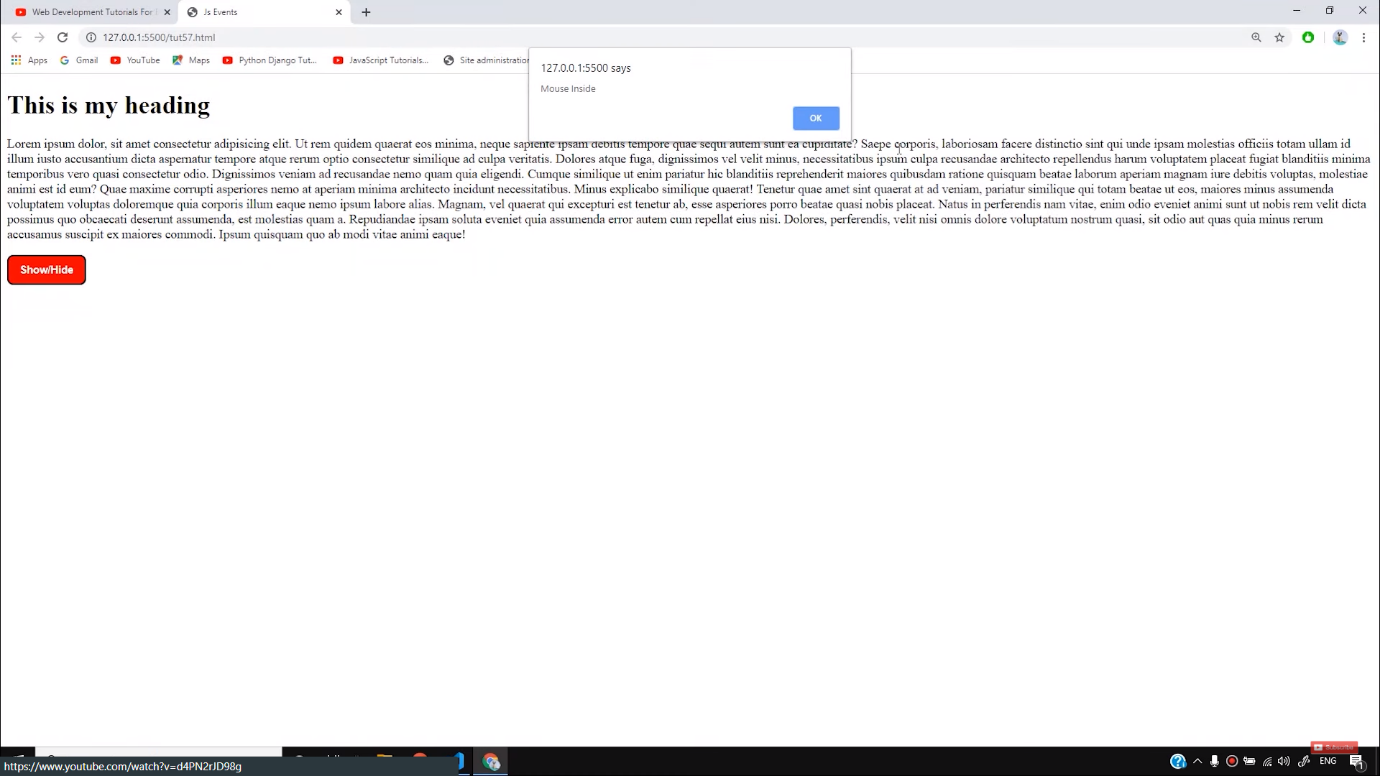 Web Development Tutorials For
Js Events
127.0.0.1:5500/tut57.html
Apps
Gmail
YouTube
Maps
Python Django Tut...
JavaScript Tutorials...
Site administration
127.0.0.1:5500 says
Mouse Inside
OK
This is my heading
Lorem ipsum dolor, sit amet consectetur adipisicing elit. Ut rem quidem quaerat eos minima, neque sapiente ipsam debitis tempore quae sequi autem sunt ea cupiditate? Saepe corporis, laboriosam facere distinctio sint qui unde ipsam molestias officiis totam ullam id
illum iusto accusantium dicta aspernatur tempore atque rerum optio consectetur similique ad culpa veritatis. Dolores atque fuga, dignissimos vel velit minus, necessitatibus ipsum culpa recusandae architecto repellendus harum voluptatem placeat fugiat blanditiis minima
temporibus vero quasi consectetur odio. Dignissimos veniam ad recusandae nemo quam quia eligendi. Cumque similique ut enim pariatur hic blanditiis reprehenderit maiores quibusdam ratione quisquam beatae laborum aperiam magnam iure debitis voluptas, molestiae
animi est id eum? Quae maxime corrupti asperiores nemo at aperiam minima architecto incidunt necessitatibus. Minus explicabo similique quaerat! Tenetur quae amet sint quaerat at ad veniam, pariatur similique qui totam beatae ut eos, maiores minus assumenda
voluptatem voluptas doloremque quia corporis illum eaque nemo ipsum labore alias. Magnam, vel quaerat qui excepturi est tenetur ab, esse asperiores porro beatae quasi nobis placeat. Natus in perferendis nam vitae, enim odio eveniet animi sunt ut nobis rem velit dicta
possimus quo obcaecati deserunt assumenda, est molestias quam a. Repudiandae ipsam soluta eveniet quia assumenda error autem cum repellat eius nisi. Dolores, perferendis, velit nisi omnis dolore voluptatum nostrum quasi, sit odio aut quas quia minus rerum
accusamus suscipit ex maiores commodi. Ipsum quisquam quo ab modi vitae animi eaque!
Show/Hide
Subscribe
https://www.youtube.com/watch?v=d4PN2rJD98g
ENG
1